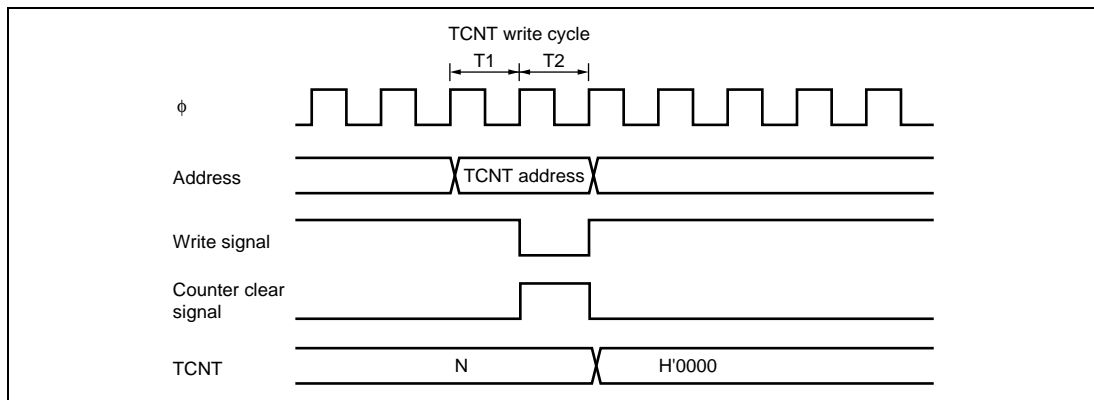 TCNT write cycle
T1 T2
ϕ
Address
TCNT address
Write signal
Counter clear
signal
TCNT
N
H'0000